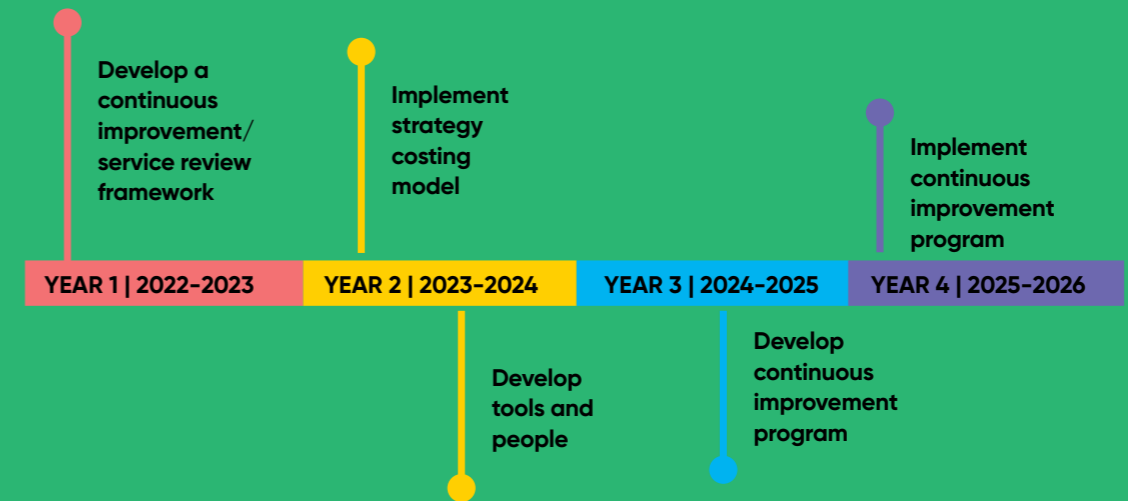 Develop a
continuous
improvement/
service review
framework
Implement
strategy
costing
model
Implement
continuous
improvement
program
YEAR 1 | 2022-2023
YEAR 2 | 2023-2024
YEAR 3 | 2024-2025
YEAR 4 | 2025-2026
Develop
tools and
people
Develop
continuous
improvement
program